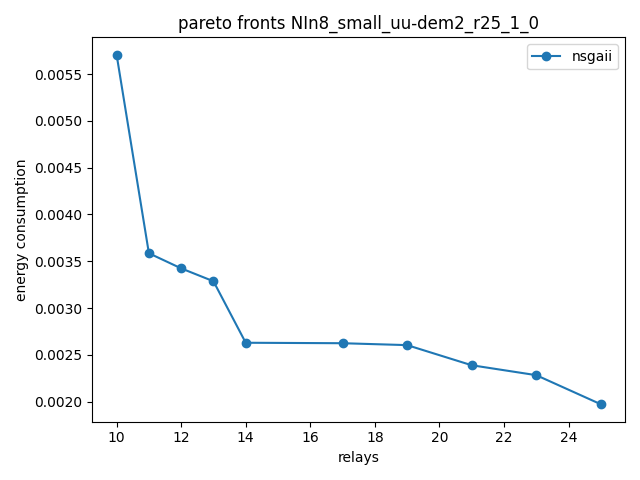 pareto fronts NIn8_small_uu-dem2_r25_1_0
nsgaii
0.0055
0.0050
0.0045
0.0040
0.0035
0.0030
0.0025
0.0020
energy consumption
10 12 14 16 18 20 22 24
relays